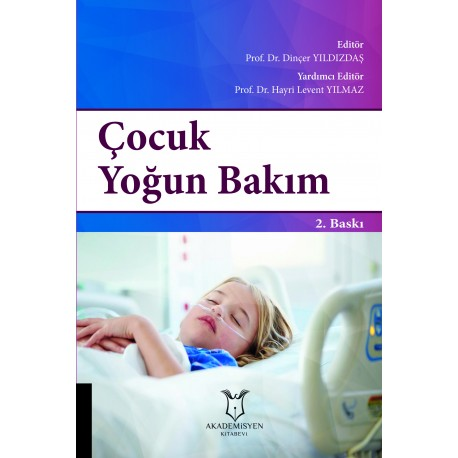 Editör
Prof. Dr. Dinçer YILDIZDAŞ
Yardımcı Editör
Prof. Dr. Hayri Levent YILMAZ
Çocuk
Yoğun Bakım
2. Baskı
AKADEMİSYEN
KİTABEVİ